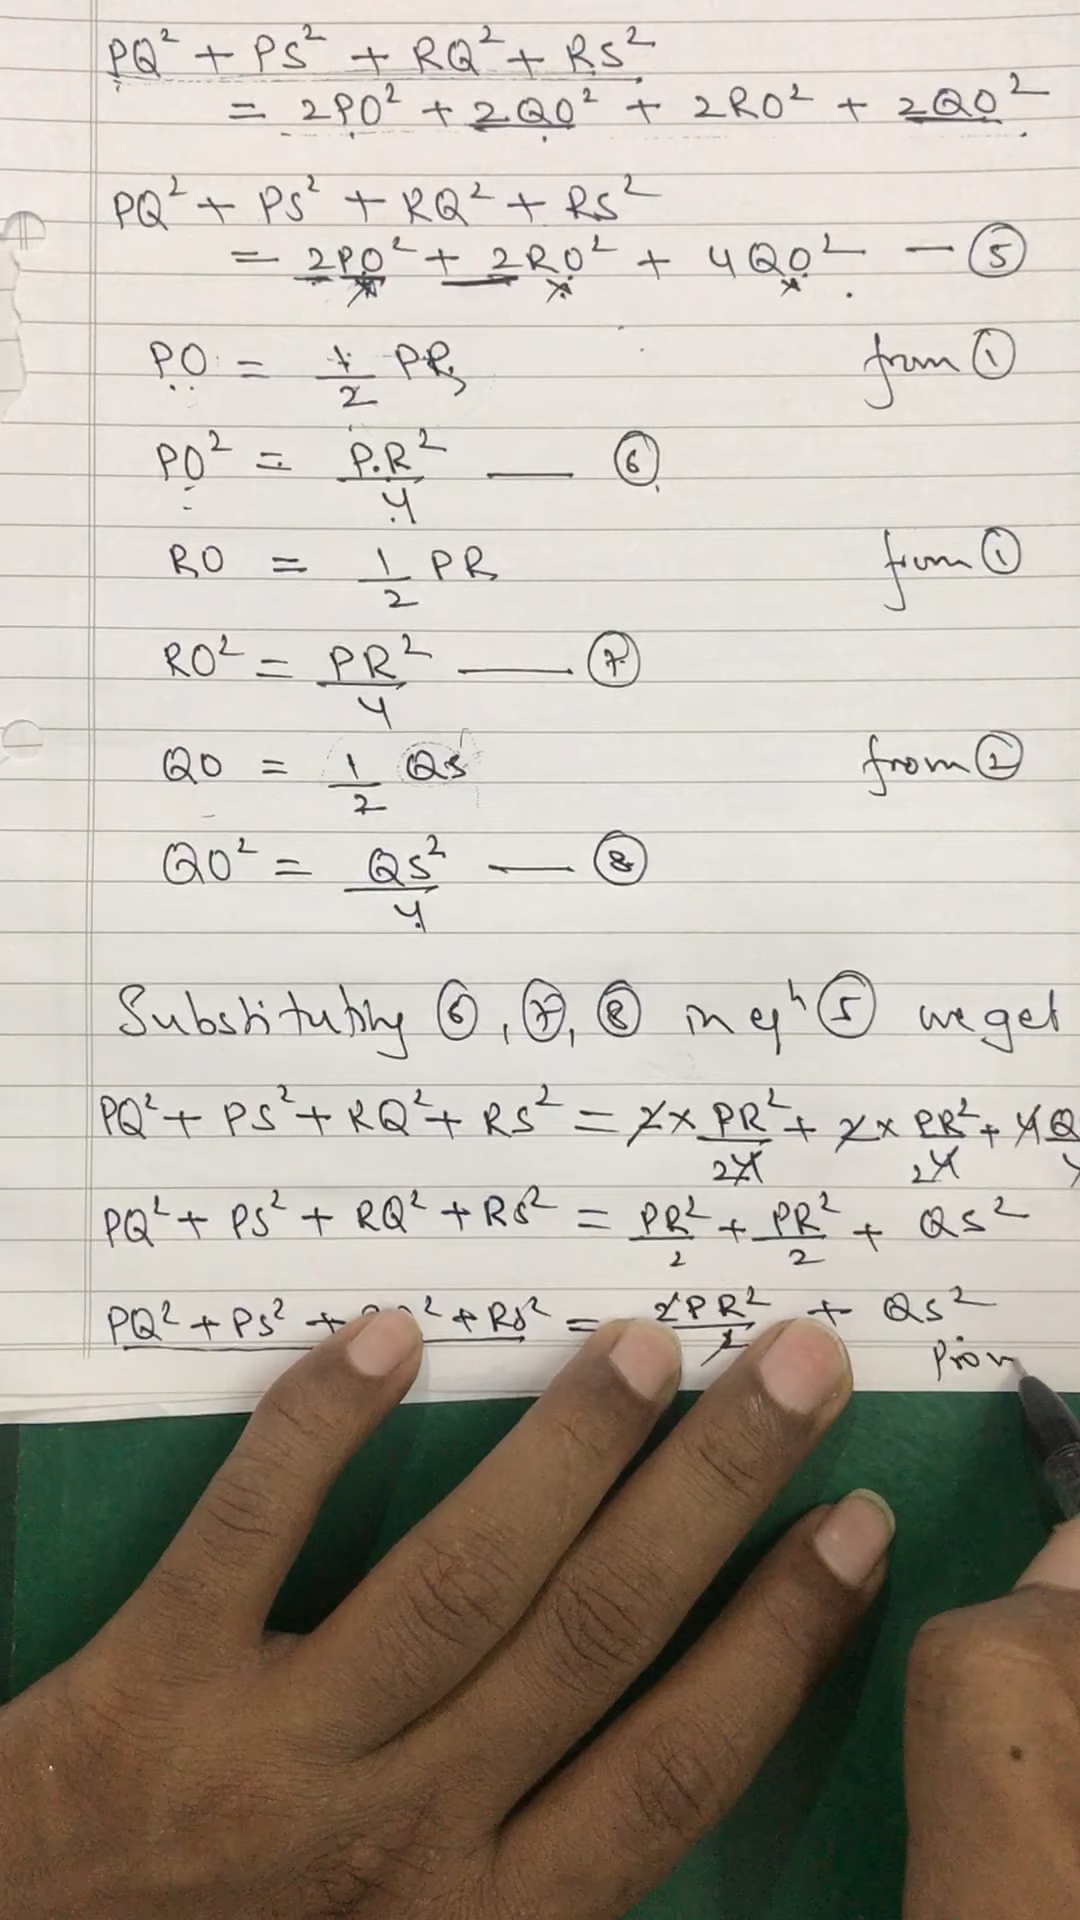 PQ² + PS² + RQ² + RS²
= 2PO² + 2QO² + 2RO² + 2QO²
PQ² + PS² + RQ² + RS²
= 2PO² + 2RO² + 4QO² — ⑤
PO = 1/2 PR from ①
PO² = PR²/4 — ⑥
RO = 1/2 PR from ①
RO² = PR²/4 — ⑦
QO = 1/2 QS from ②
QO² = QS²/4 — ⑧
Substituting ⑥, ⑦, ⑧ in eqⁿ ⑤ we get
PQ² + PS² + RQ² + RS² = 2 × PR²/24 + 2 × PR²/24 + 4Q
PQ² + PS² + RQ² + RS² = PR²/2 + PR²/2 + QS²
PQ² + PS² + ² + RS² = 2PR²/2 + QS²
Prov